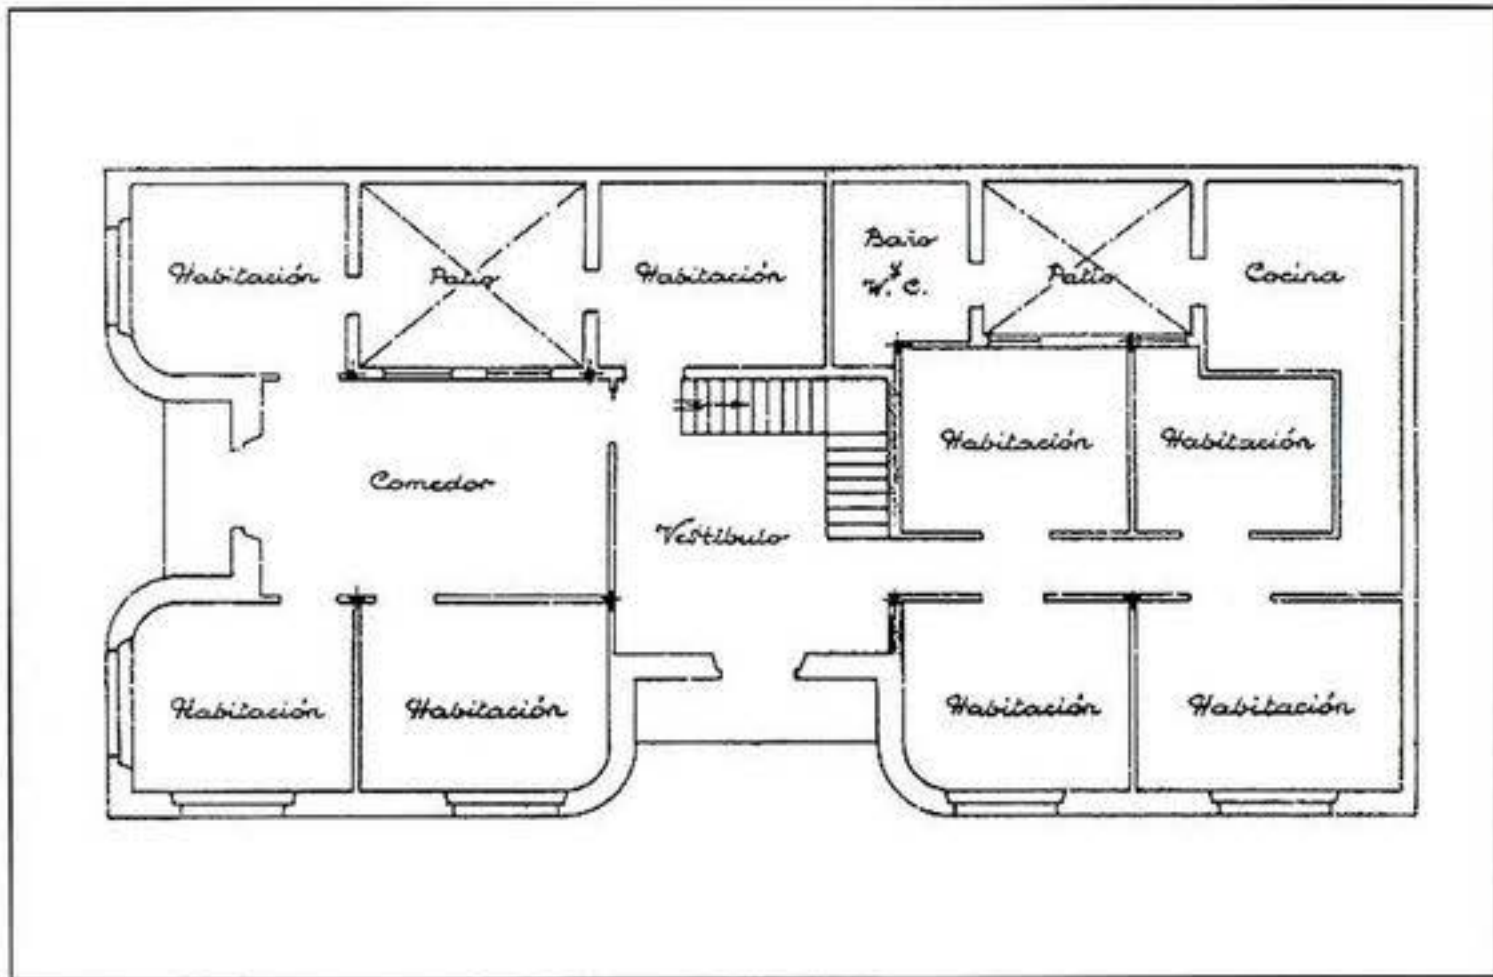 Habitación
Patio
Habitación
Baño
y
W. C.
Patio
Cocina
Habitación
Habitación
Comedor
Vestíbulo
Habitación
Habitación
Habitación
Habitación